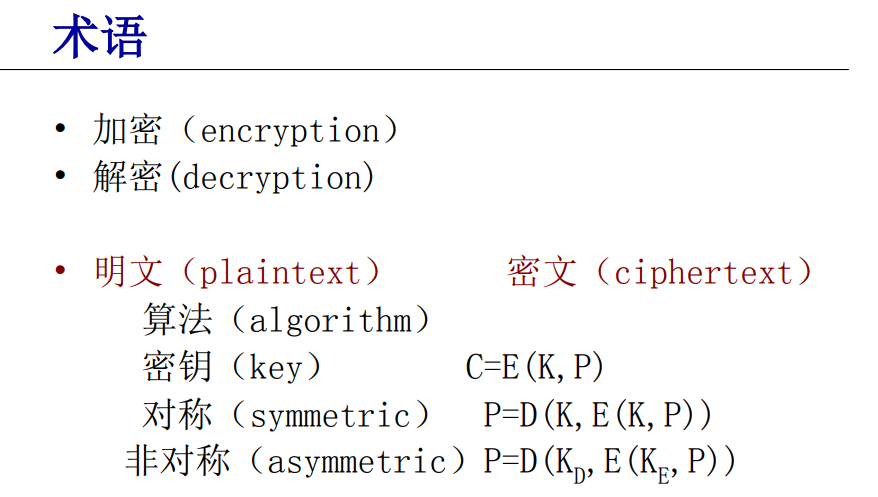 术语
• 加密（encryption）
• 解密(decryption)
• 明文（plaintext） 密文（ciphertext）
算法（algorithm）
密钥（key） C=E(K,P)
对称（symmetric） P=D(K,E(K,P))
非对称（asymmetric）P=D(K_D,E(K_E,P))